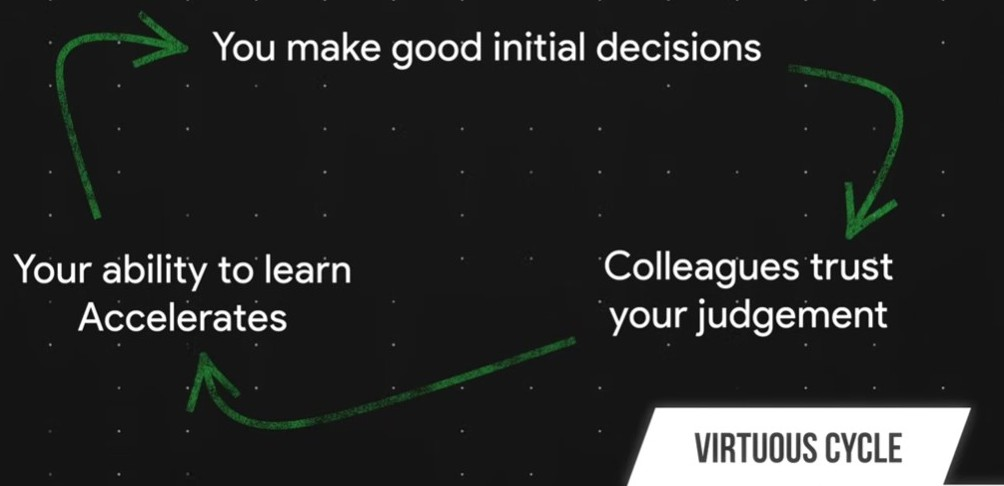 You make good initial decisions
Your ability to learn
Accelerates
Colleagues trust
your judgement
VIRTUOUS CYCLE